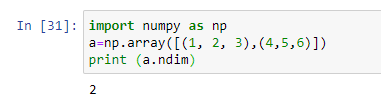 In [31]: import numpy as np
a=np.array([(1, 2, 3),(4,5,6)])
print (a.ndim)
2